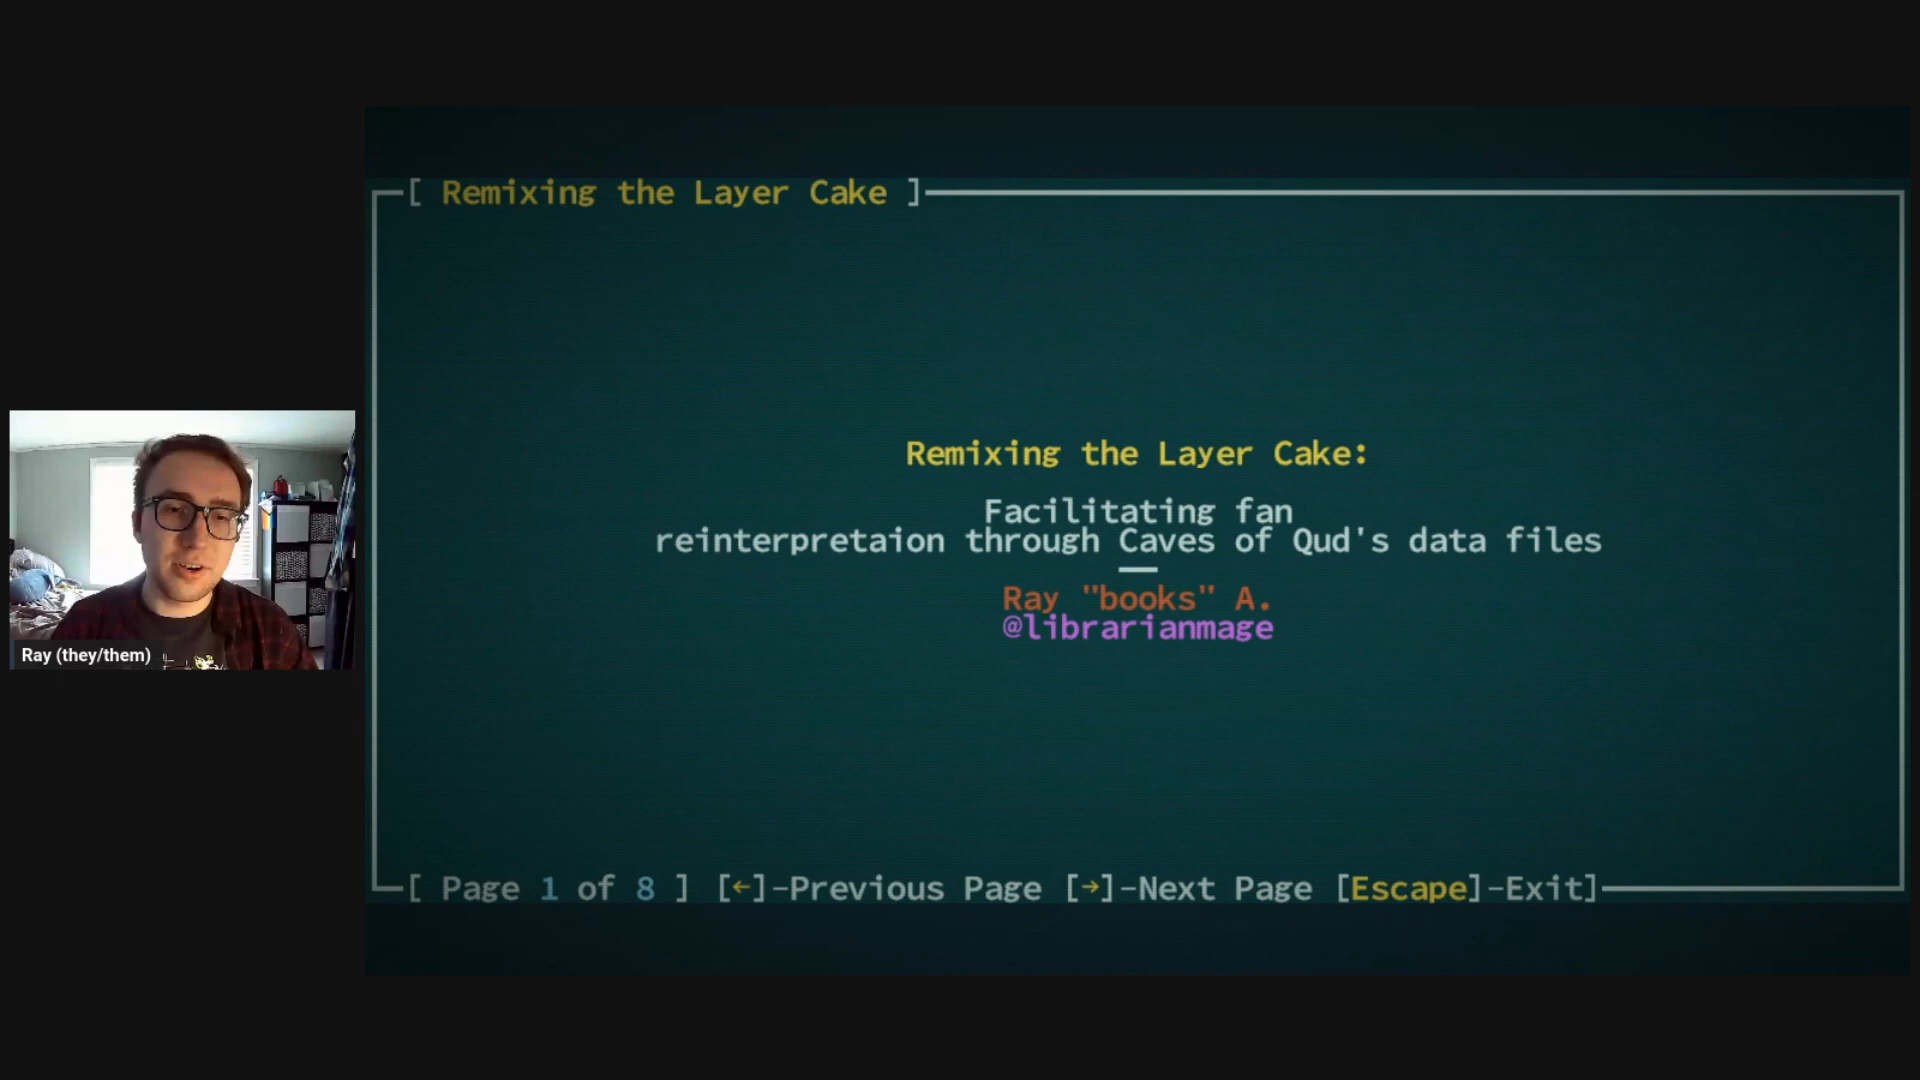 [ Remixing the Layer Cake ]
Remixing the Layer Cake:
Facilitating fan
reinterpretaion through Caves of Qud's data files
Ray "books" A.
@librarianmage
Ray (they/them)
[ Page 1 of 8 ] [←]-Previous Page [→]-Next Page [Escape]-Exit]